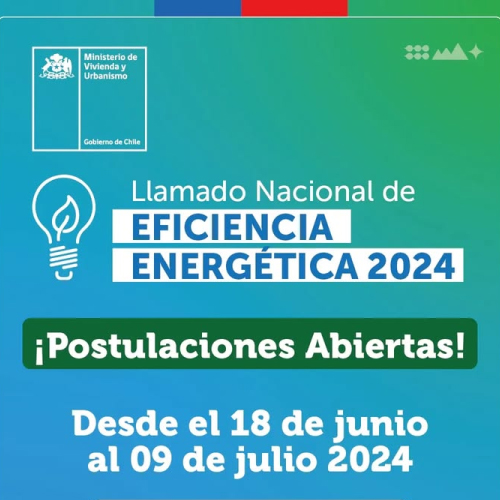 Ministerio de
Vivienda y
Urbanismo
Gobierno de Chile
Llamado Nacional de
EFICIENCIA
ENERGÉTICA 2024
¡Postulaciones Abiertas!
Desde el 18 de junio
al 09 de julio 2024